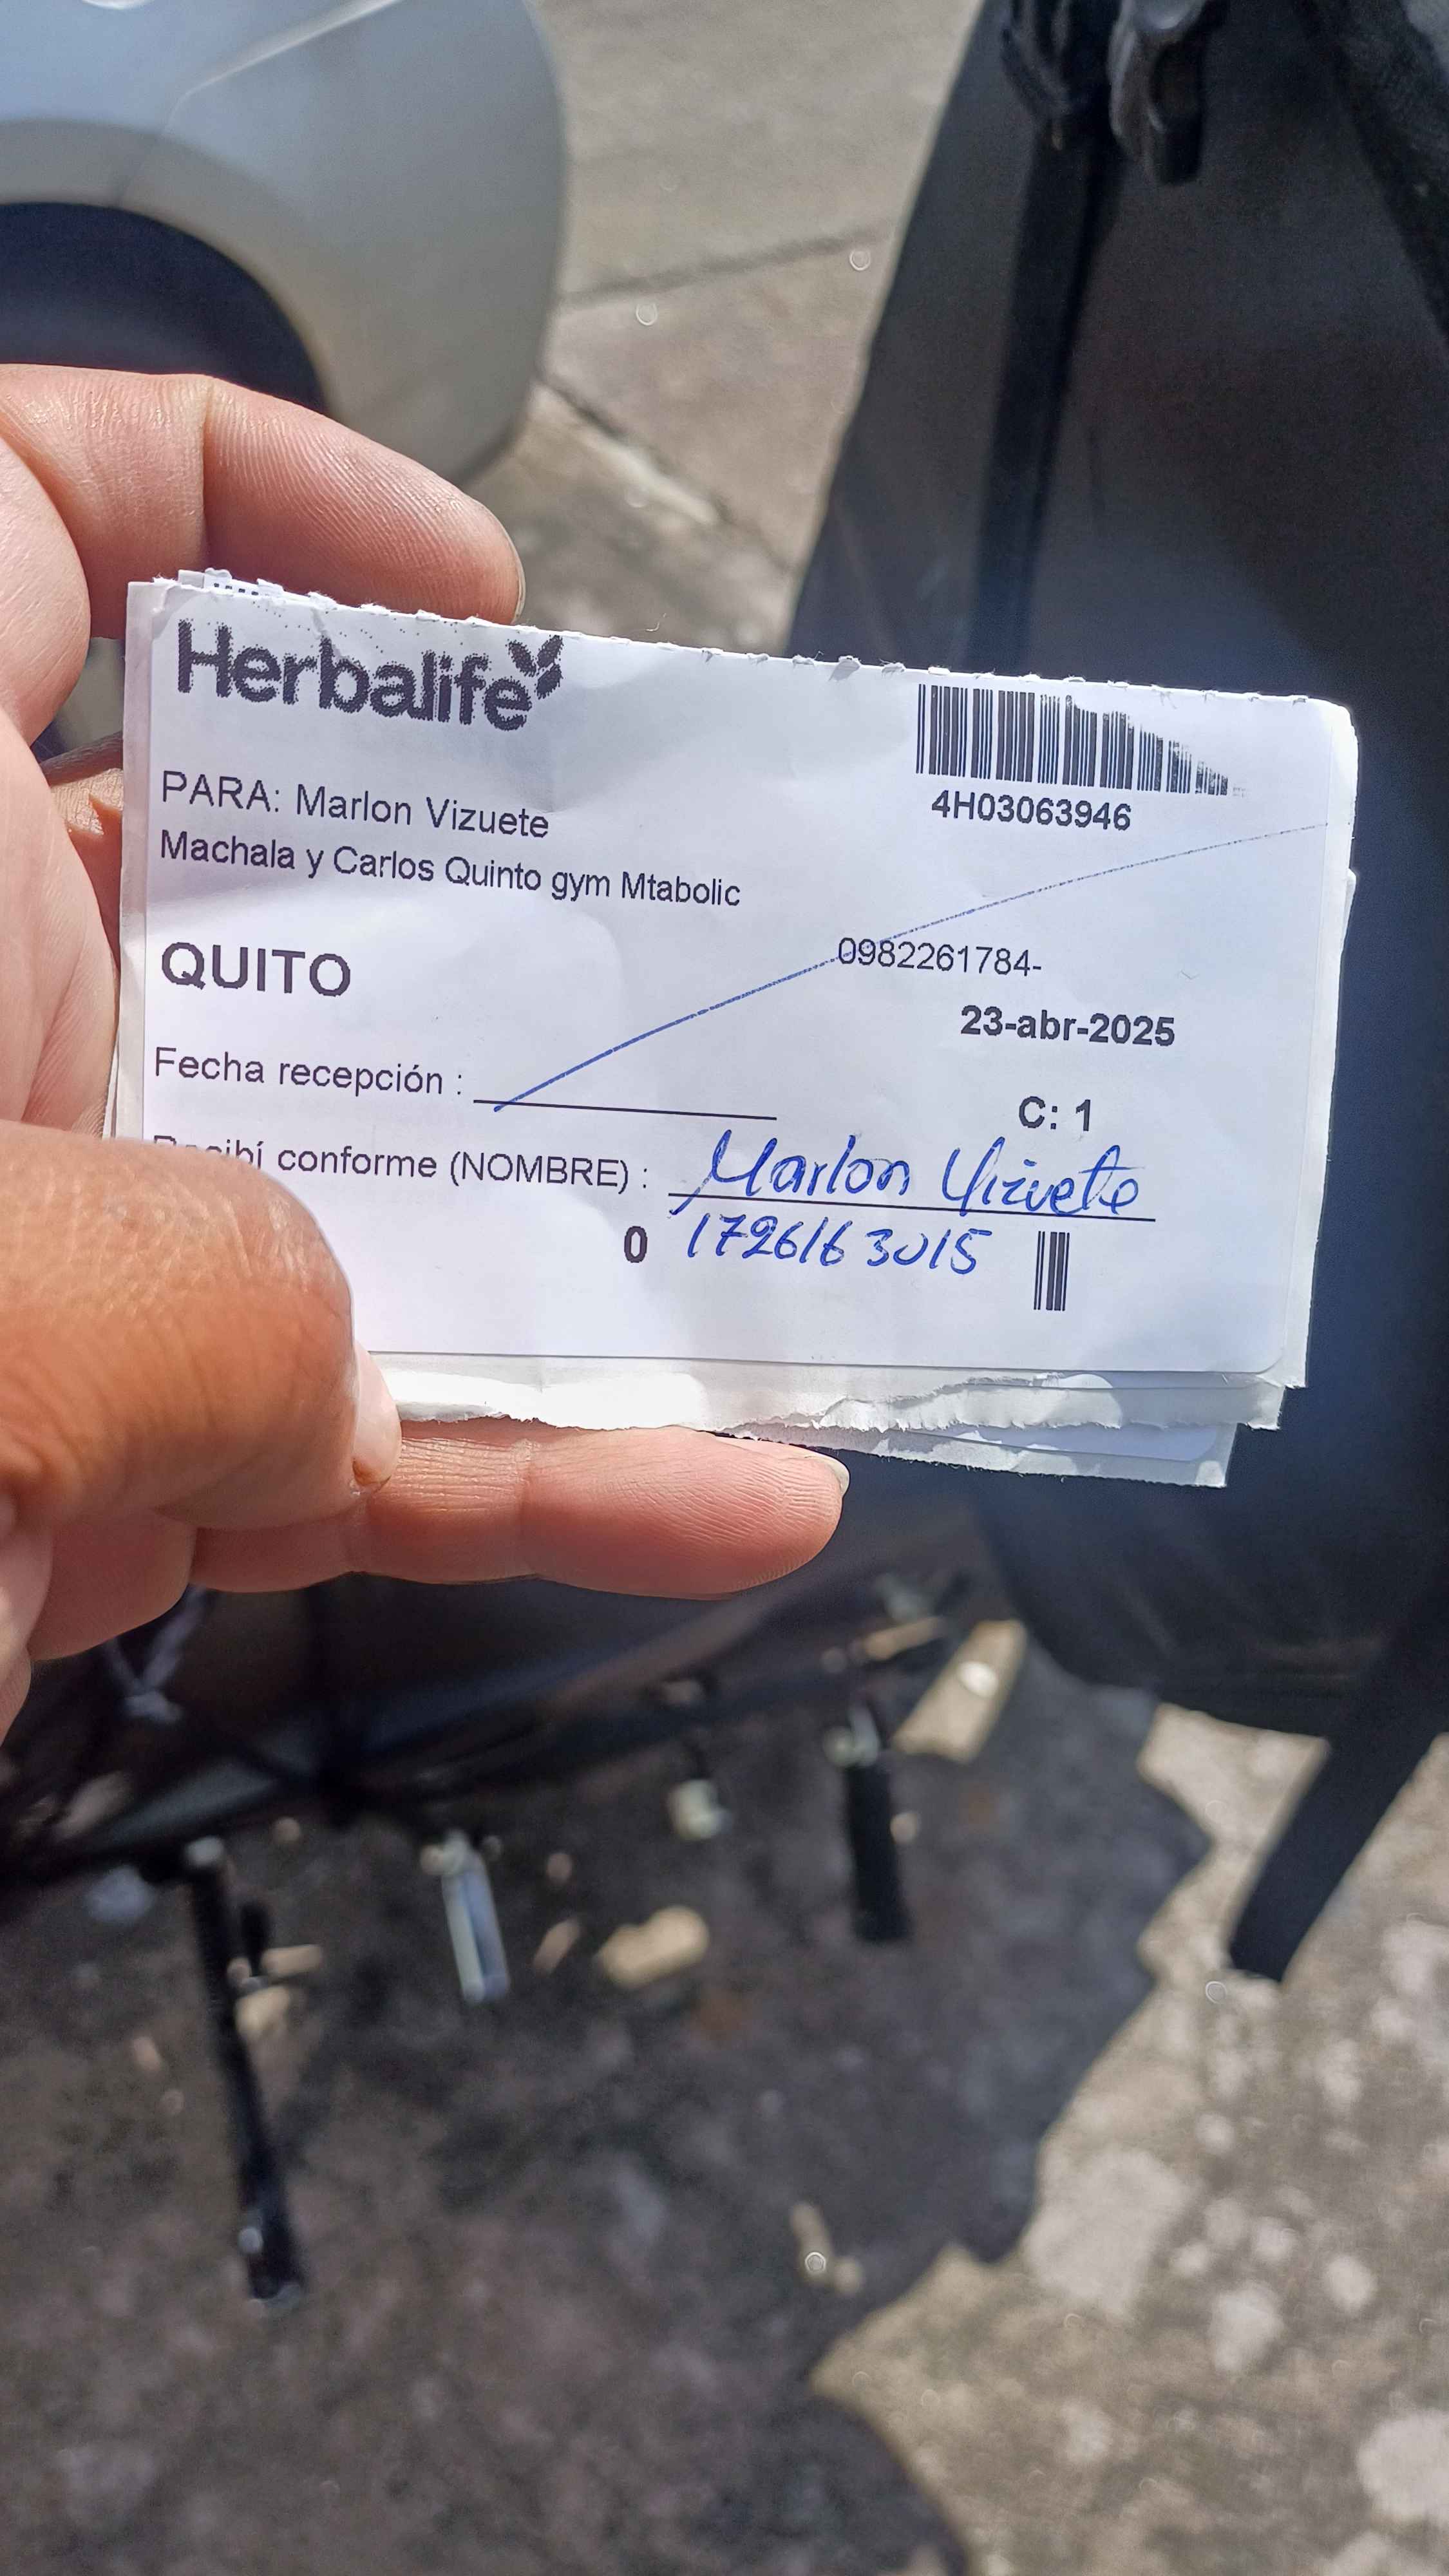 Herbalife
4H03063946
PARA: Marlon Vizuete
Machala y Carlos Quinto gym Mtabolic
QUITO
0982261784-
23-abr-2025
Fecha recepción :
C: 1
Recibí conforme (NOMBRE) : Marlon Vizuete
0 1726163015